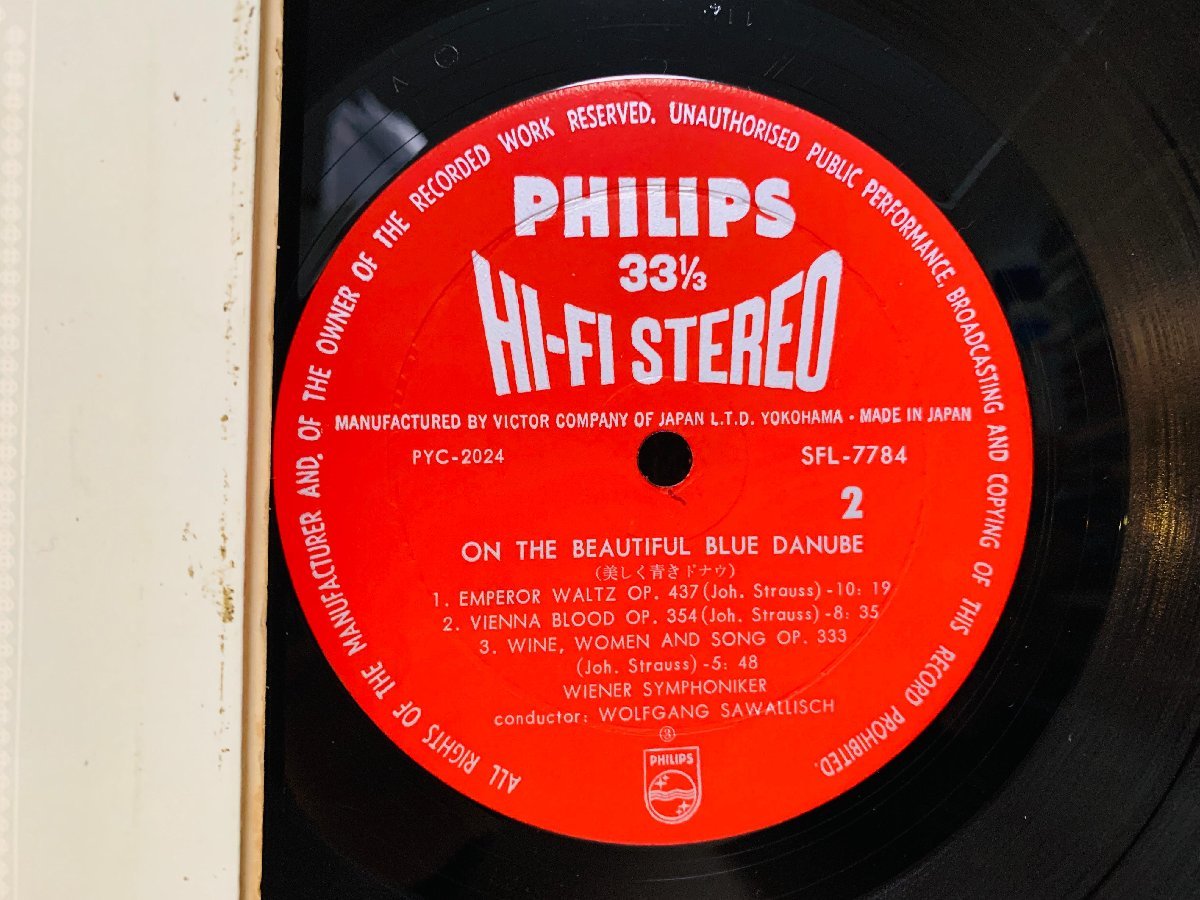 ALL RIGHTS OF THE MANUFACTURER AND, OF THE OWNER OF THE RECORDED WORK RESERVED. UNAUTHORISED PUBLIC PERFORMANCE, BROADCASTING AND COPYING OF THIS RECORD PROHIBITED.
PHILIPS
33⅓
HI-FI STEREO
MANUFACTURED BY VICTOR COMPANY OF JAPAN L.T.D. YOKOHAMA · MADE IN JAPAN
PYC-2024 SFL-7784
2
ON THE BEAUTIFUL BLUE DANUBE
(美しく青きドナウ)
1. EMPEROR WALTZ OP. 437 (Joh. Strauss) -10: 19
2. VIENNA BLOOD OP. 354 (Joh. Strauss) -8: 35
3. WINE, WOMEN AND SONG OP. 333
(Joh. Strauss) -5: 48
WIENER SYMPHONIKER
conductor: WOLFGANG SAWALLISCH
③
PHILIPS